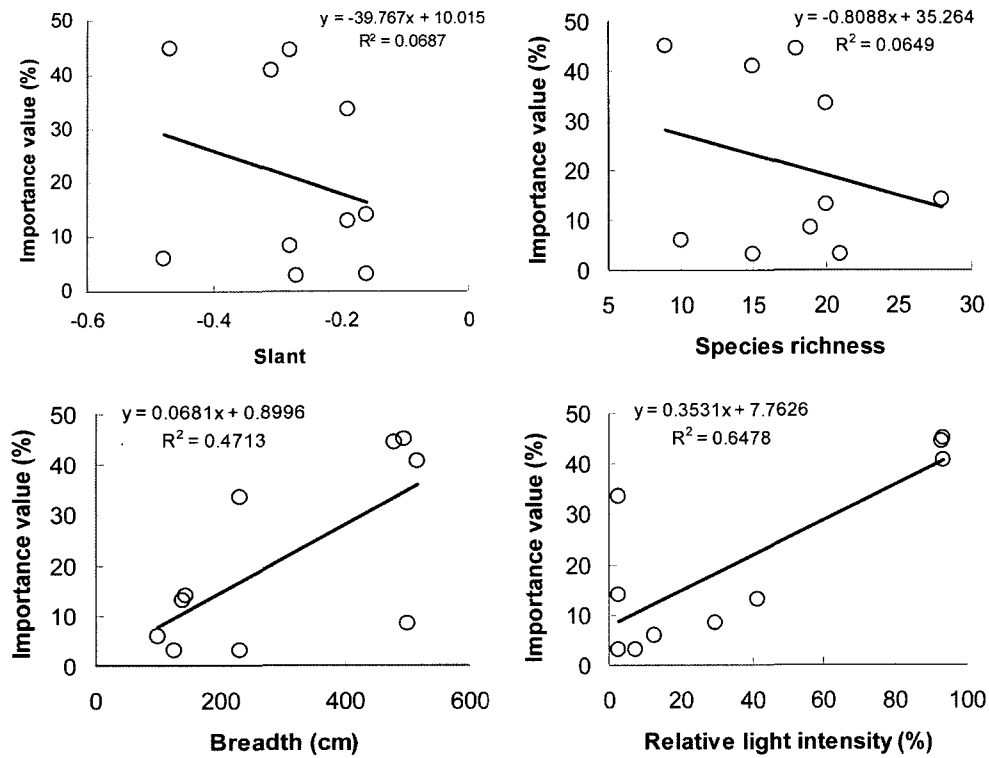 y = -39.767x + 10.015
R² = 0.0687
50
40
30
20
10
0
Importance value (%)
-0.6 -0.4 -0.2 0
Slant
y = -0.8088x + 35.264
R² = 0.0649
50
40
30
20
10
0
Importance value (%)
5 10 15 20 25 30
Species richness
y = 0.0681x + 0.8996
R² = 0.4713
50
40
30
20
10
0
Importance value (%)
0 200 400 600
Breadth (cm)
y = 0.3531x + 7.7626
R² = 0.6478
50
40
30
20
10
0
Importance value (%)
0 20 40 60 80 100
Relative light intensity (%)